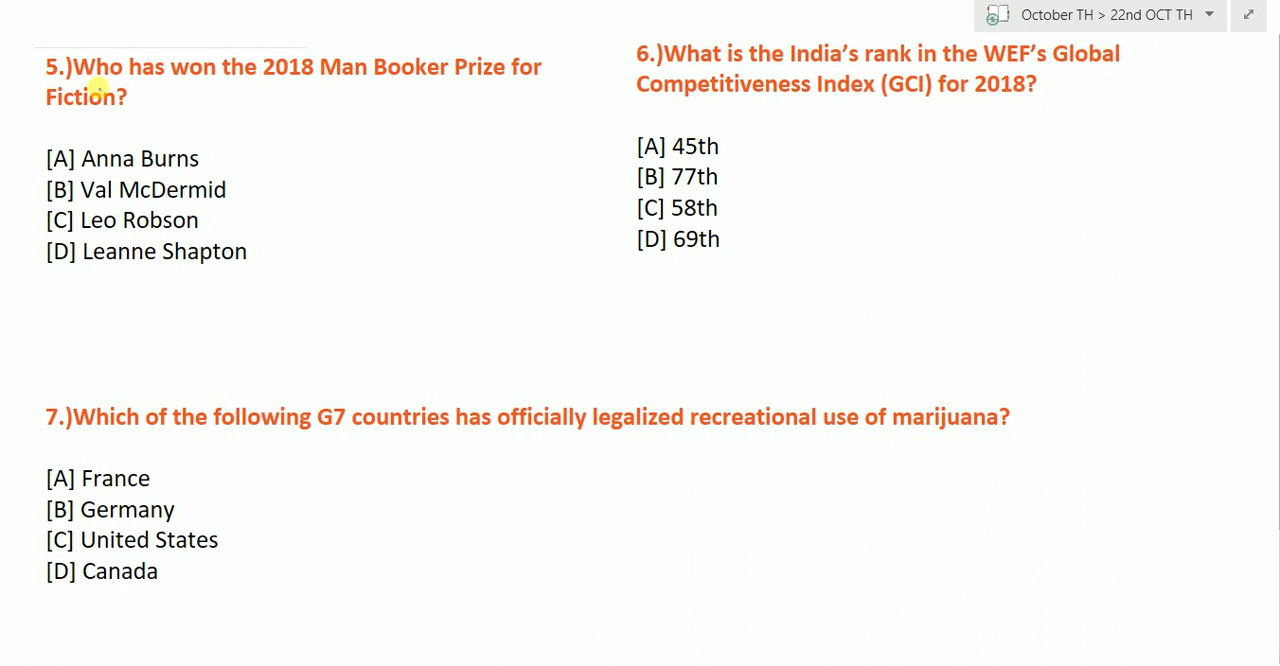 October TH > 22nd OCT TH
5.)Who has won the 2018 Man Booker Prize for
Fiction?
[A] Anna Burns
[B] Val McDermid
[C] Leo Robson
[D] Leanne Shapton
6.)What is the India’s rank in the WEF’s Global
Competitiveness Index (GCI) for 2018?
[A] 45th
[B] 77th
[C] 58th
[D] 69th
7.)Which of the following G7 countries has officially legalized recreational use of marijuana?
[A] France
[B] Germany
[C] United States
[D] Canada